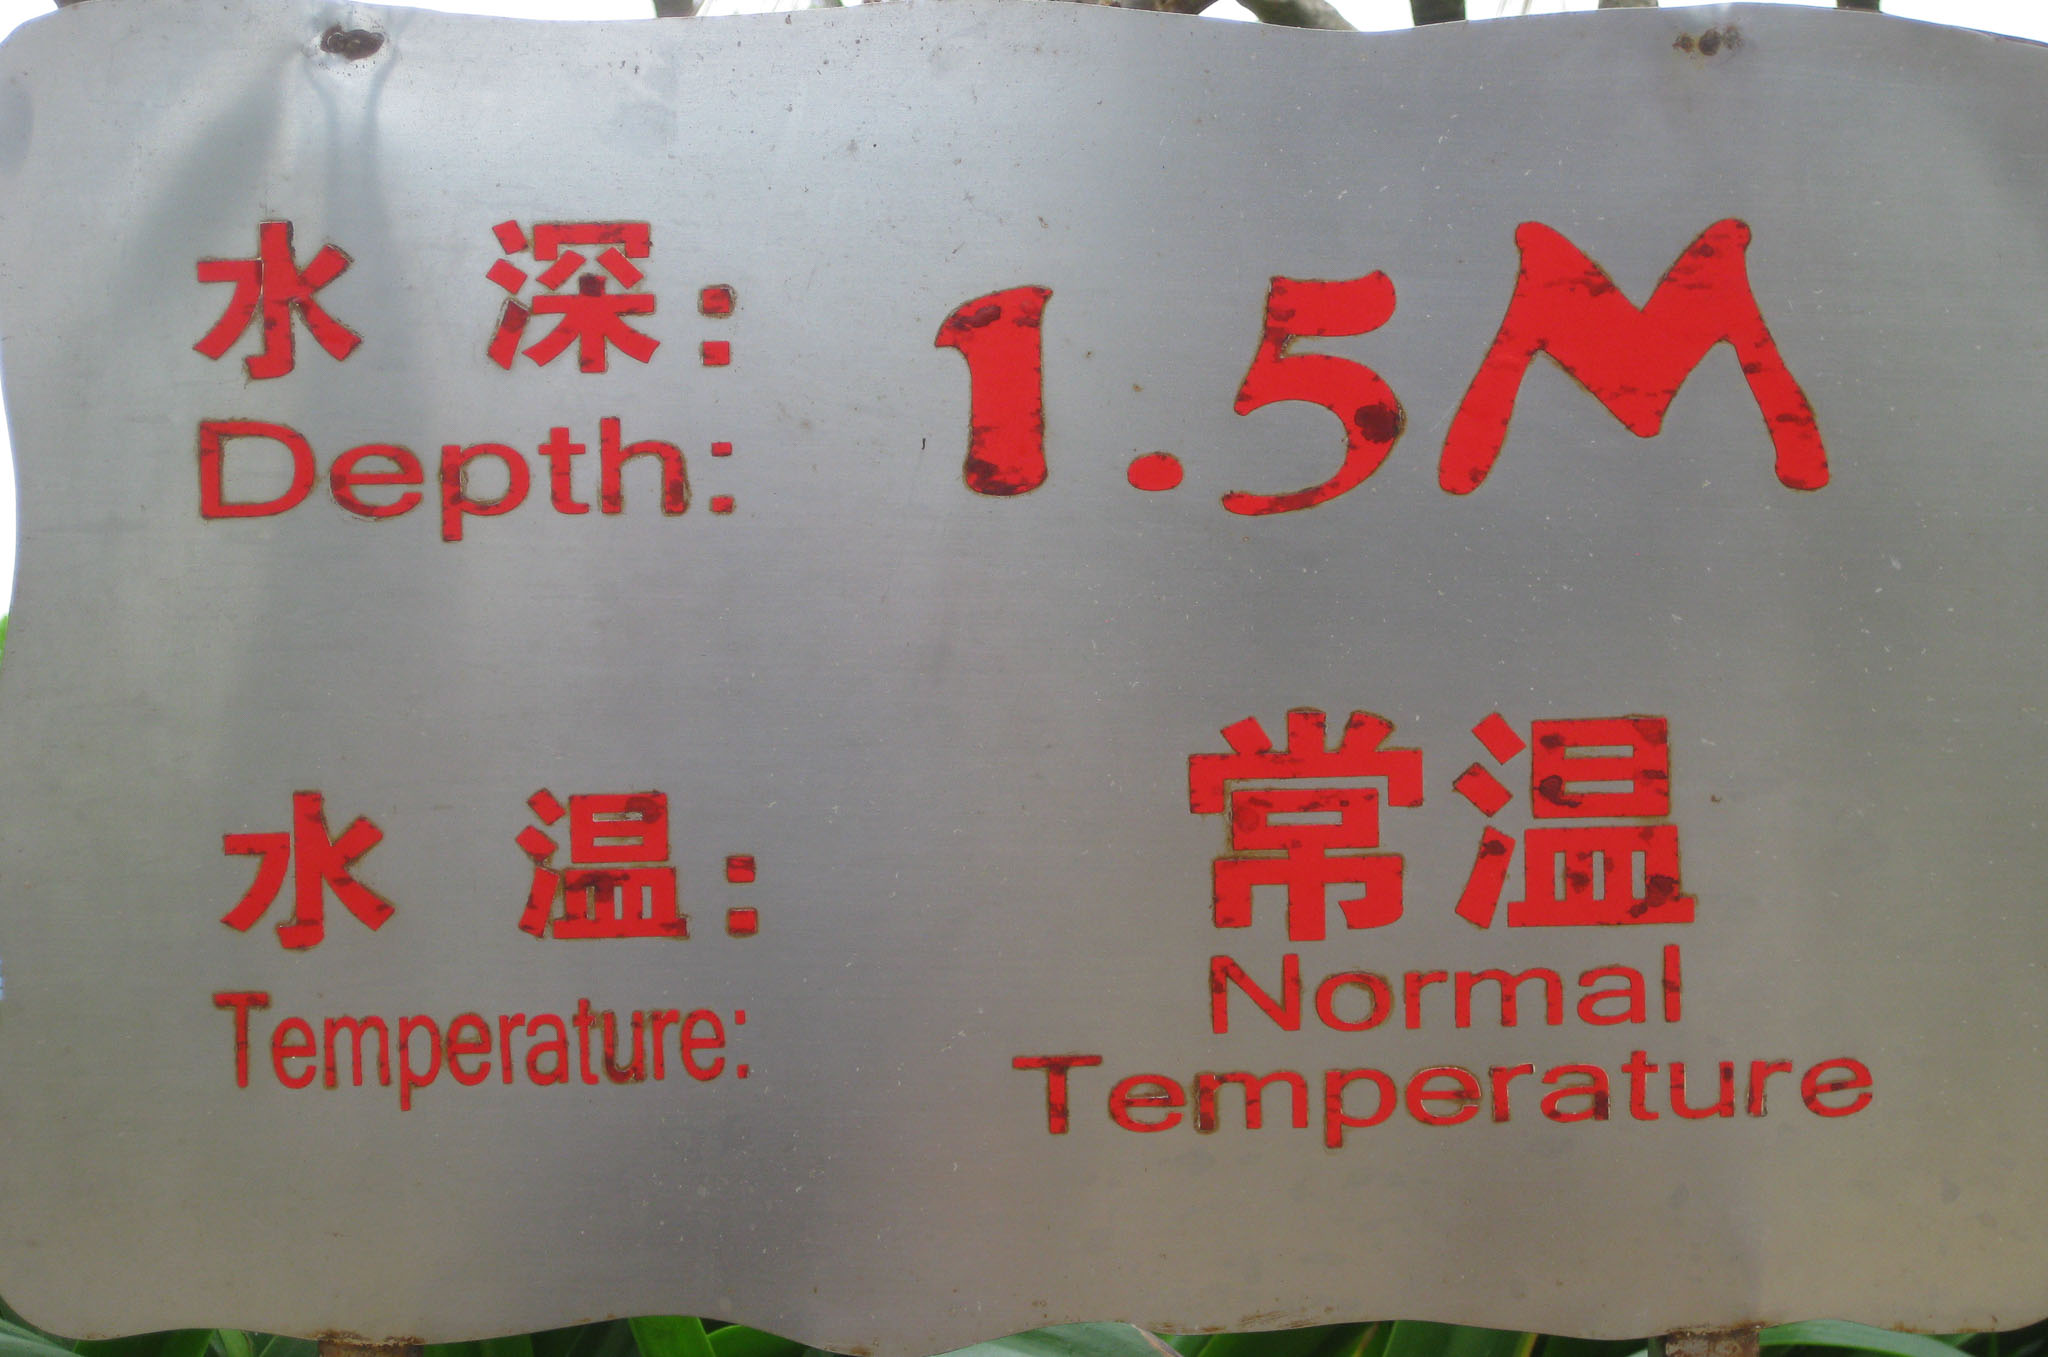 水 深: 1.5M
Depth:
水 温: 常温
Temperature: Normal
Temperature